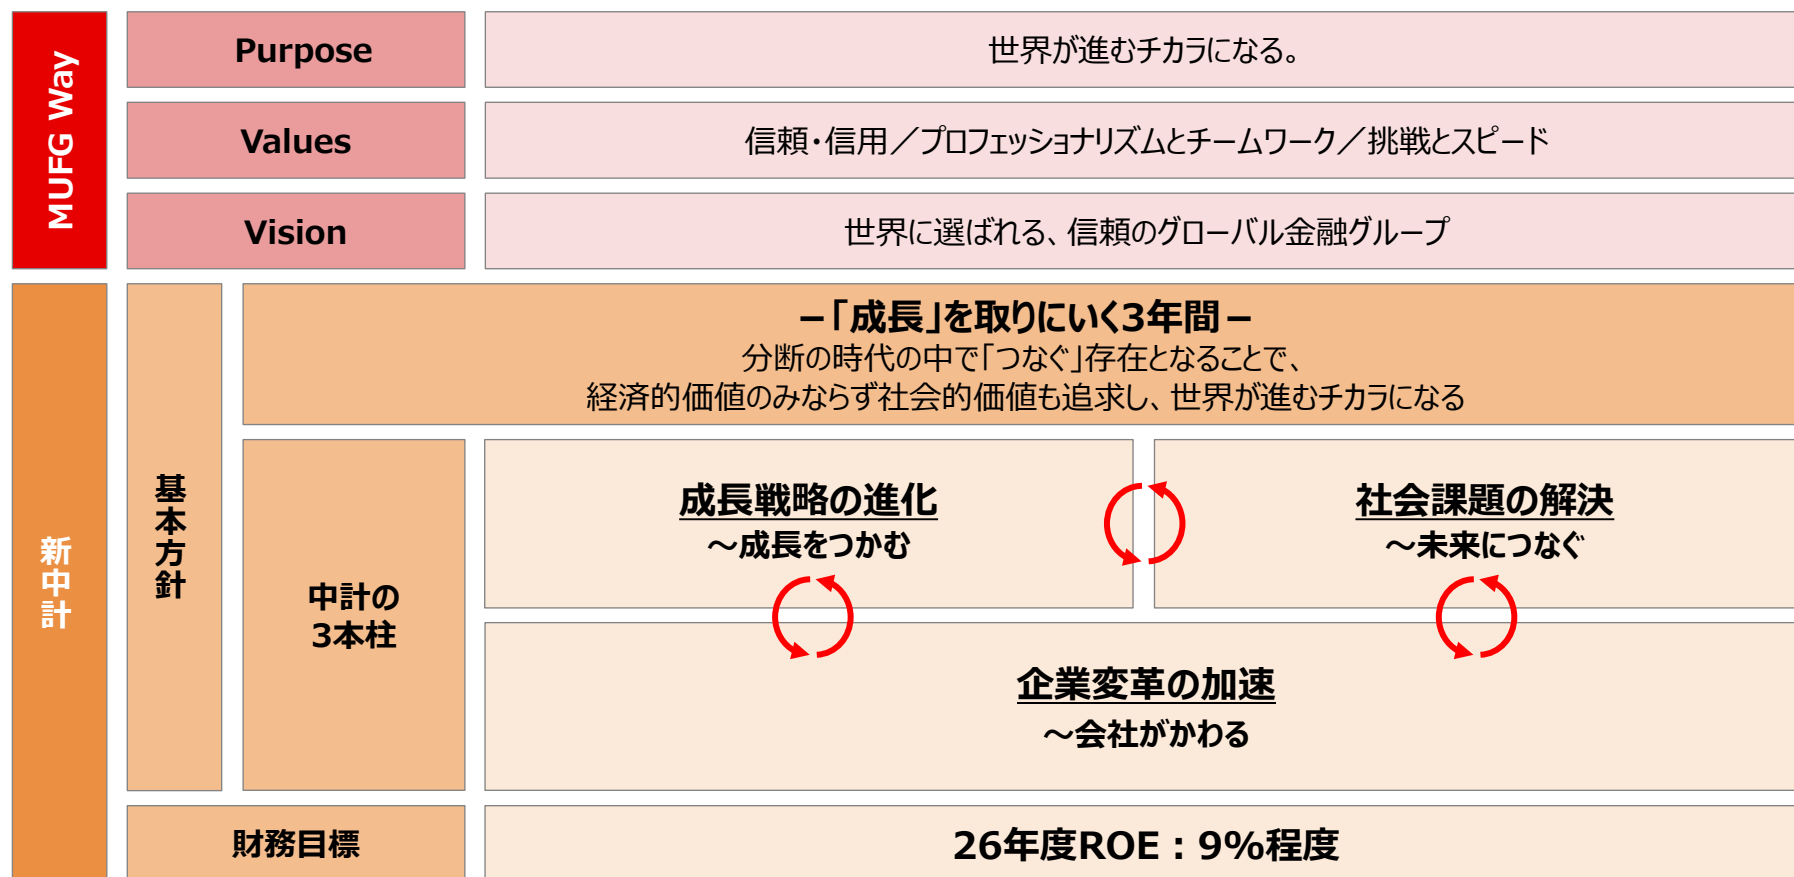 MUFG Way
Purpose
世界が進むチカラになる。
Values
信頼・信用／プロフェッショナリズムとチームワーク／挑戦とスピード
Vision
世界に選ばれる、信頼のグローバル金融グループ
新中計
基本方針
－「成長」を取りにいく3年間－
分断の時代の中で「つなぐ」存在となることで、
経済的価値のみならず社会的価値も追求し、世界が進むチカラになる
中計の
3本柱
成長戦略の進化
～成長をつかむ
社会課題の解決
～未来につなぐ
企業変革の加速
～会社がかわる
財務目標
26年度ROE：9%程度